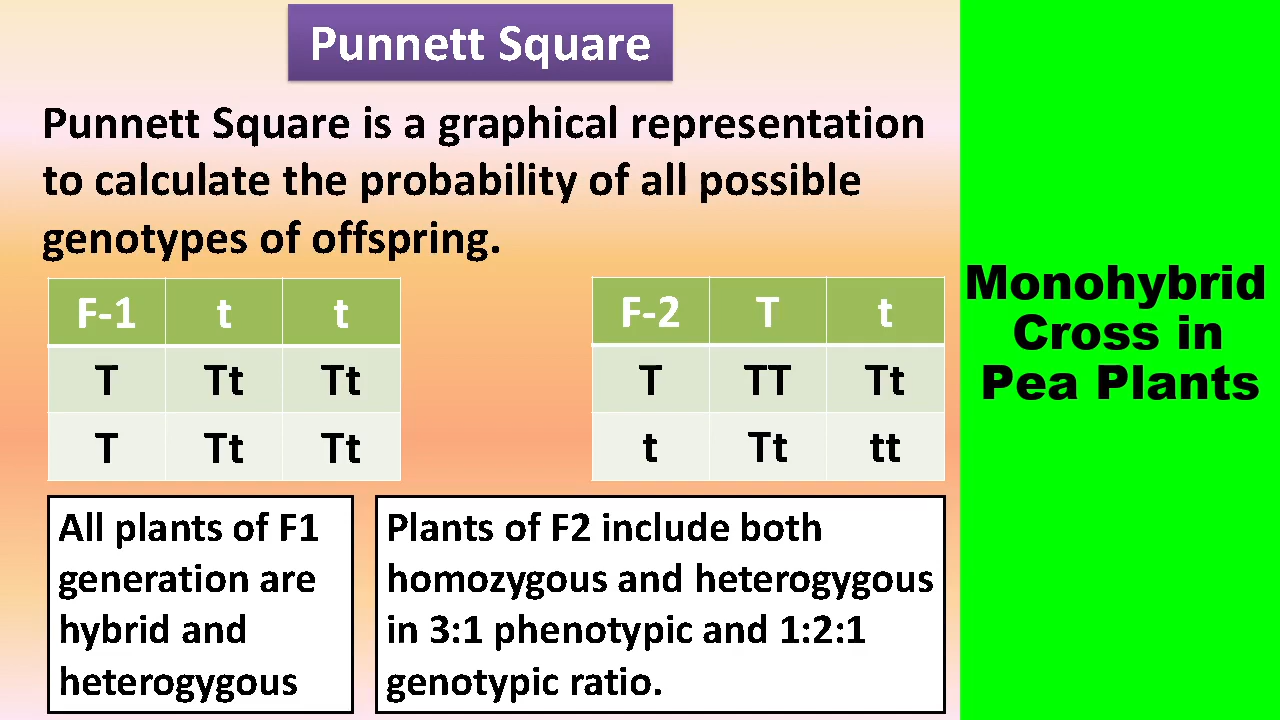 Punnett Square
Punnett Square is a graphical representation
to calculate the probability of all possible
genotypes of offspring.
F-1 t t
T Tt Tt
T Tt Tt
F-2 T t
T TT Tt
t Tt tt
All plants of F1
generation are
hybrid and
heterogygous
Plants of F2 include both
homozygous and heterogygous
in 3:1 phenotypic and 1:2:1
genotypic ratio.
Monohybrid
Cross in
Pea Plants